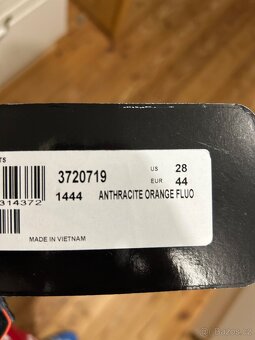 TS
3720719
US 28
EUR 44
314372
1444 ANTHRACITE ORANGE FLUO
MADE IN VIETNAM